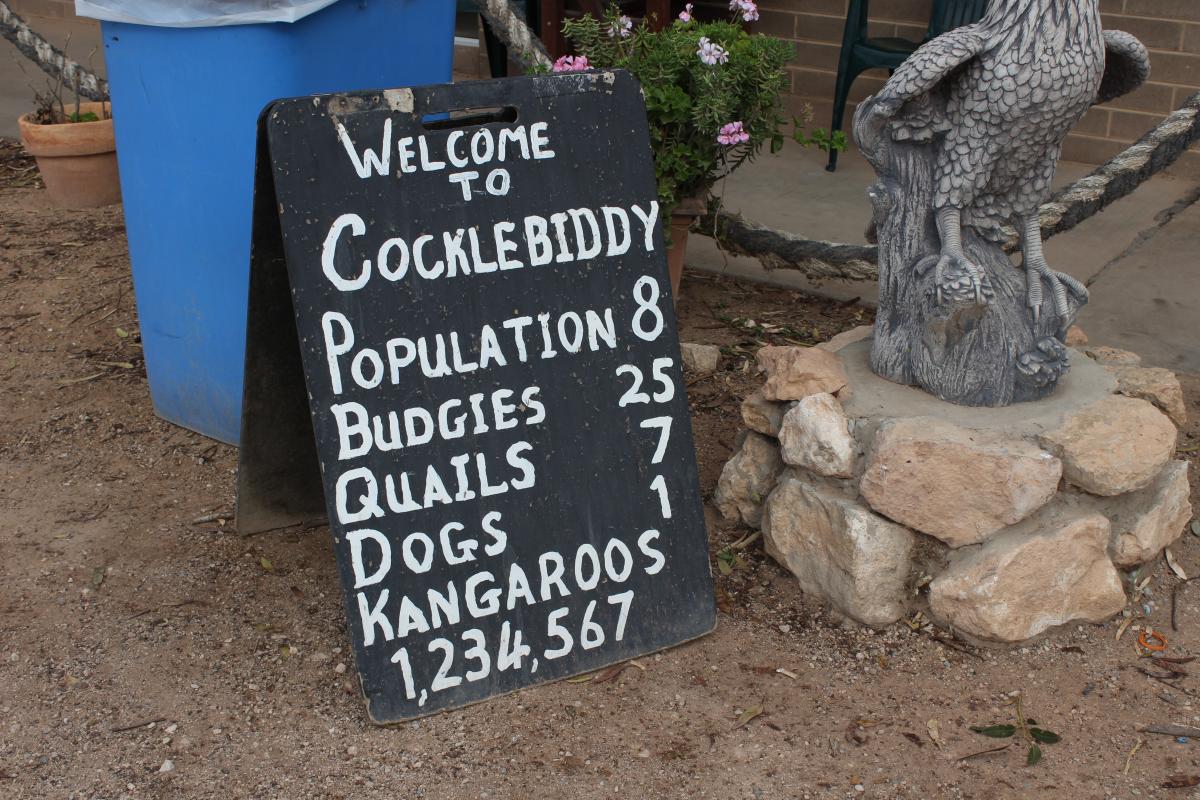 WELCOME
TO
COCKLEBIDDY
POPULATION 8
BUDGIES 25
QUAILS 7
DOGS 1
KANGAROOS
1,234,567